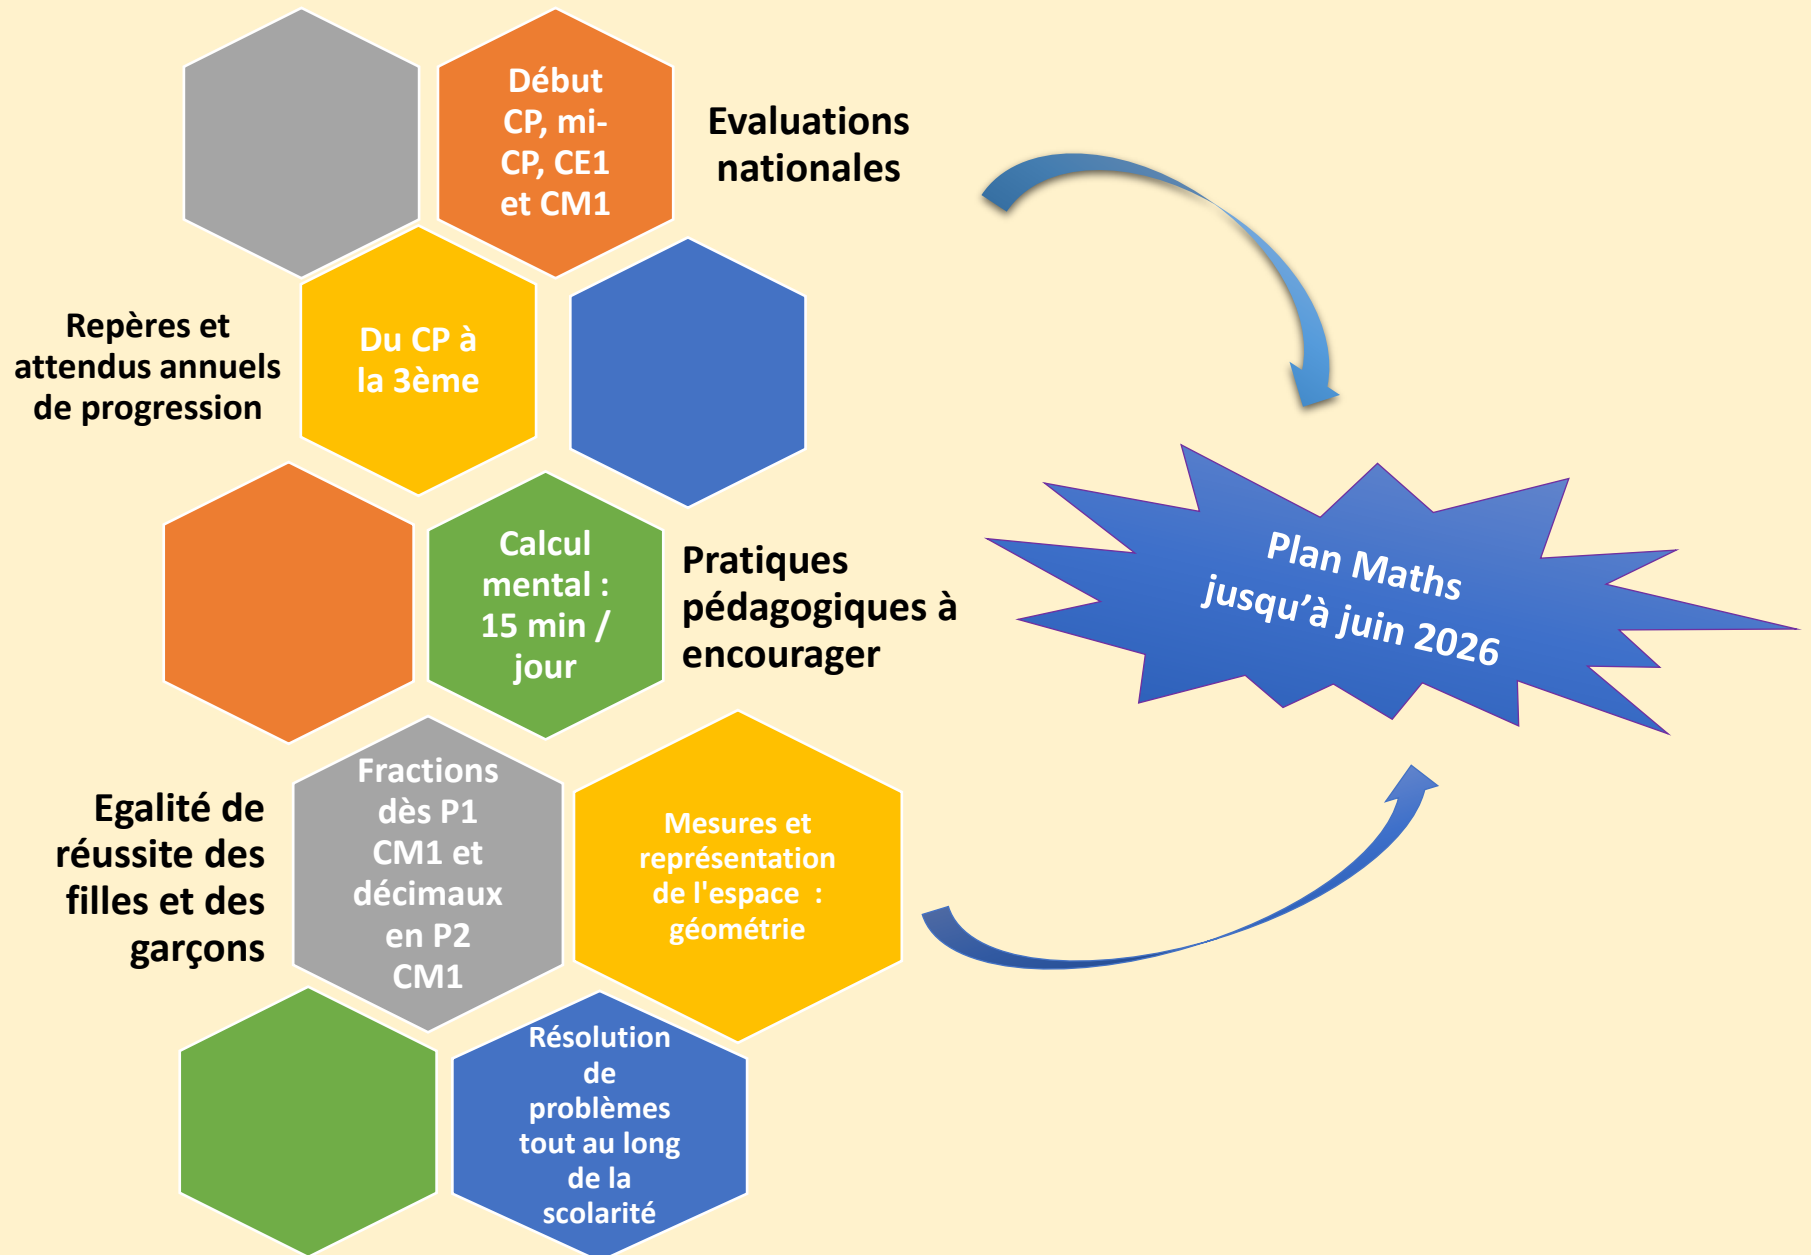 Début
CP, mi-
CP, CE1
et CM1
Evaluations
nationales
Repères et
attendus annuels
de progression
Du CP à
la 3ème
Calcul
mental :
15 min /
jour
Pratiques
pédagogiques à
encourager
Plan Maths
jusqu’à juin 2026
Egalité de
réussite des
filles et des
garçons
Fractions
dès P1
CM1 et
décimaux
en P2
CM1
Mesures et
représentation
de l'espace :
géométrie
Résolution
de
problèmes
tout au long
de la
scolarité